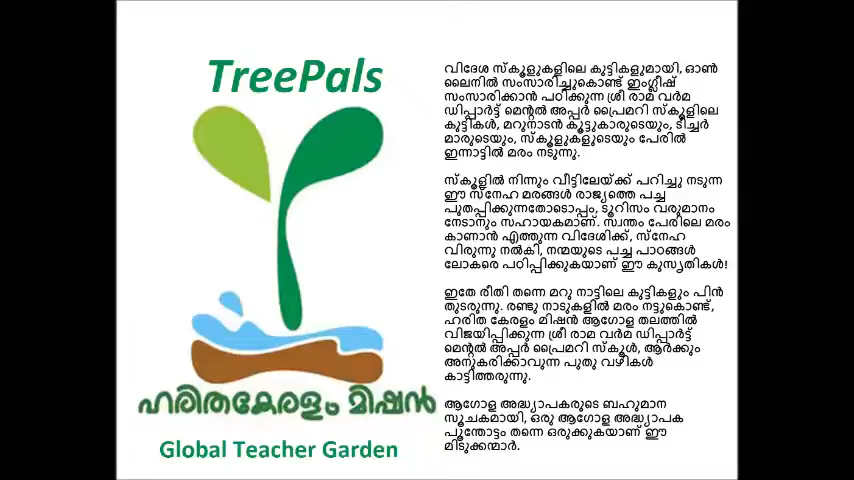 TreePals
ഹരിതകേരളം മിഷൻ
Global Teacher Garden
വിദേശ സ്കൂളുകളിലെ കുട്ടികളുമായി, ഓൺ
ലൈനിൽ സംസാരിച്ചുകൊണ്ട് ഇംഗ്ലീഷ്
സംസാരിക്കാൻ പഠിക്കുന്ന ശ്രീ രാമ വർമ
ഡിപ്പാർട്ട് മെന്റൽ അപ്പർ പ്രൈമറി സ്കൂളിലെ
കുട്ടികൾ, മറുനാടൻ കൂട്ടുകാരുടെയും, ടീച്ചർ
മാരുടെയും, സ്കൂളുകളുടെയും പേരിൽ
ഇന്നാട്ടിൽ മരം നടുന്നു.
സ്കൂളിൽ നിന്നും വീട്ടിലേയ്ക്ക് പറിച്ചു നടുന്ന
ഈ സ്നേഹ മരങ്ങൾ രാജ്യത്തെ പച്ച
പുതപ്പിക്കുന്നതോടൊപ്പം, ടൂറിസം വരുമാനം
നേടാനും സഹായകമാണ്. സ്വന്തം പേരിലെ മരം
കാണാൻ എത്തുന്ന വിദേശിക്ക്, സ്നേഹ
വിരുന്നു നൽകി, നന്മയുടെ പച്ച പാഠങ്ങൾ
ലോകരെ പഠിപ്പിക്കുകയാണ് ഈ കുസൃതികൾ!
ഇതേ രീതി തന്നെ മറു നാട്ടിലെ കുട്ടികളും പിൻ
തുടരുന്നു. രണ്ടു നാടുകളിൽ മരം നട്ടുകൊണ്ട്,
ഹരിത കേരളം മിഷൻ ആഗോള തലത്തിൽ
വിജയിപ്പിക്കുന്ന ശ്രീ രാമ വർമ ഡിപ്പാർട്ട്
മെന്റൽ അപ്പർ പ്രൈമറി സ്കൂൾ, ആർക്കും
അനുകരിക്കാവുന്ന പുതു വഴികൾ
കാട്ടിത്തരുന്നു.
ആഗോള അദ്ധ്യാപകരുടെ ബഹുമാന
സൂചകമായി, ഒരു ആഗോള അദ്ധ്യാപക
പൂന്തോട്ടം തന്നെ ഒരുക്കുകയാണ് ഈ
മിടുക്കന്മാർ.